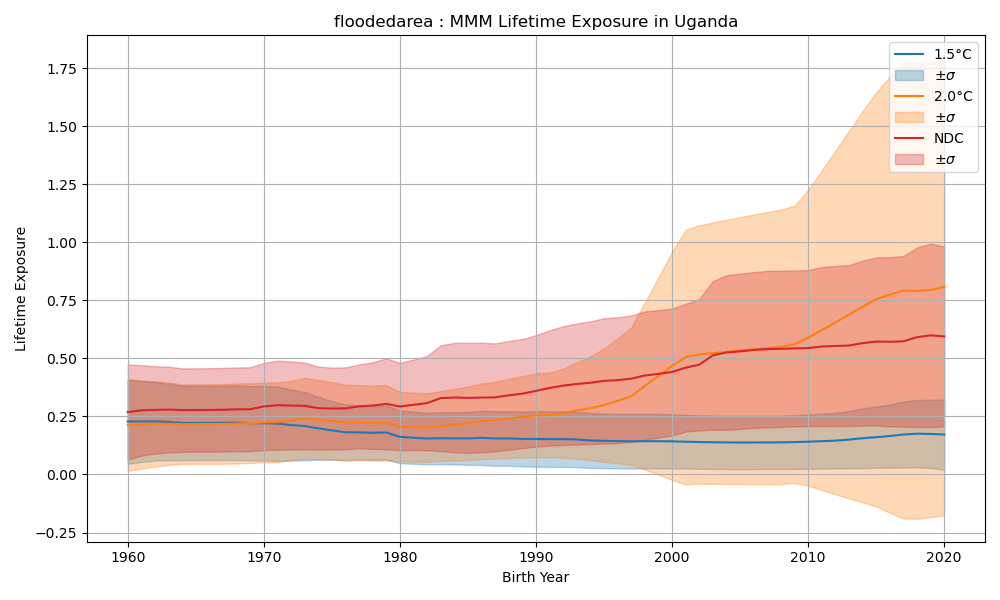 floodedarea : MMM Lifetime Exposure in Uganda
1.75
1.50
1.25
1.00
0.75
0.50
0.25
0.00
−0.25
Lifetime Exposure
1960
1970
1980
1990
2000
2010
2020
Birth Year
1.5°C
±σ
2.0°C
±σ
NDC
±σ